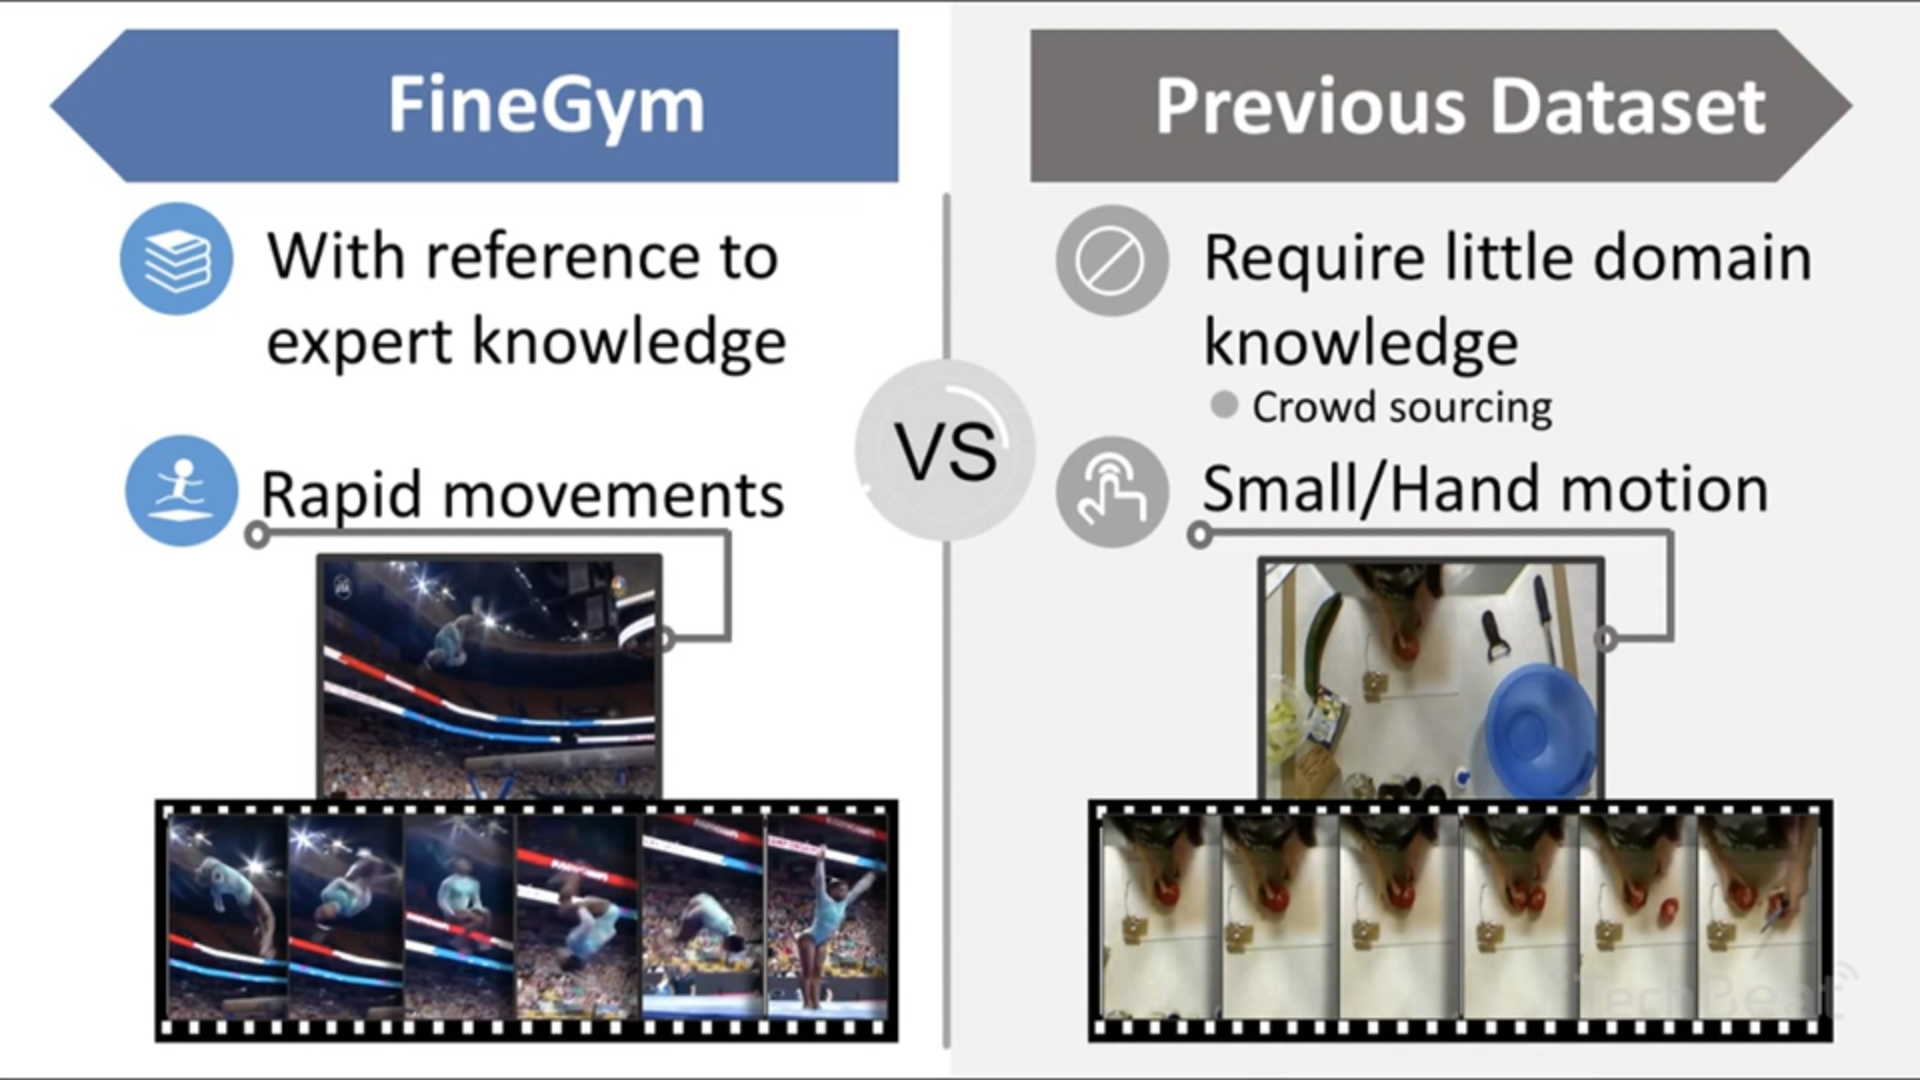 FineGym
With reference to
expert knowledge
Rapid movements
VS
Previous Dataset
Require little domain
knowledge
Crowd sourcing
Small/Hand motion
TechBeat